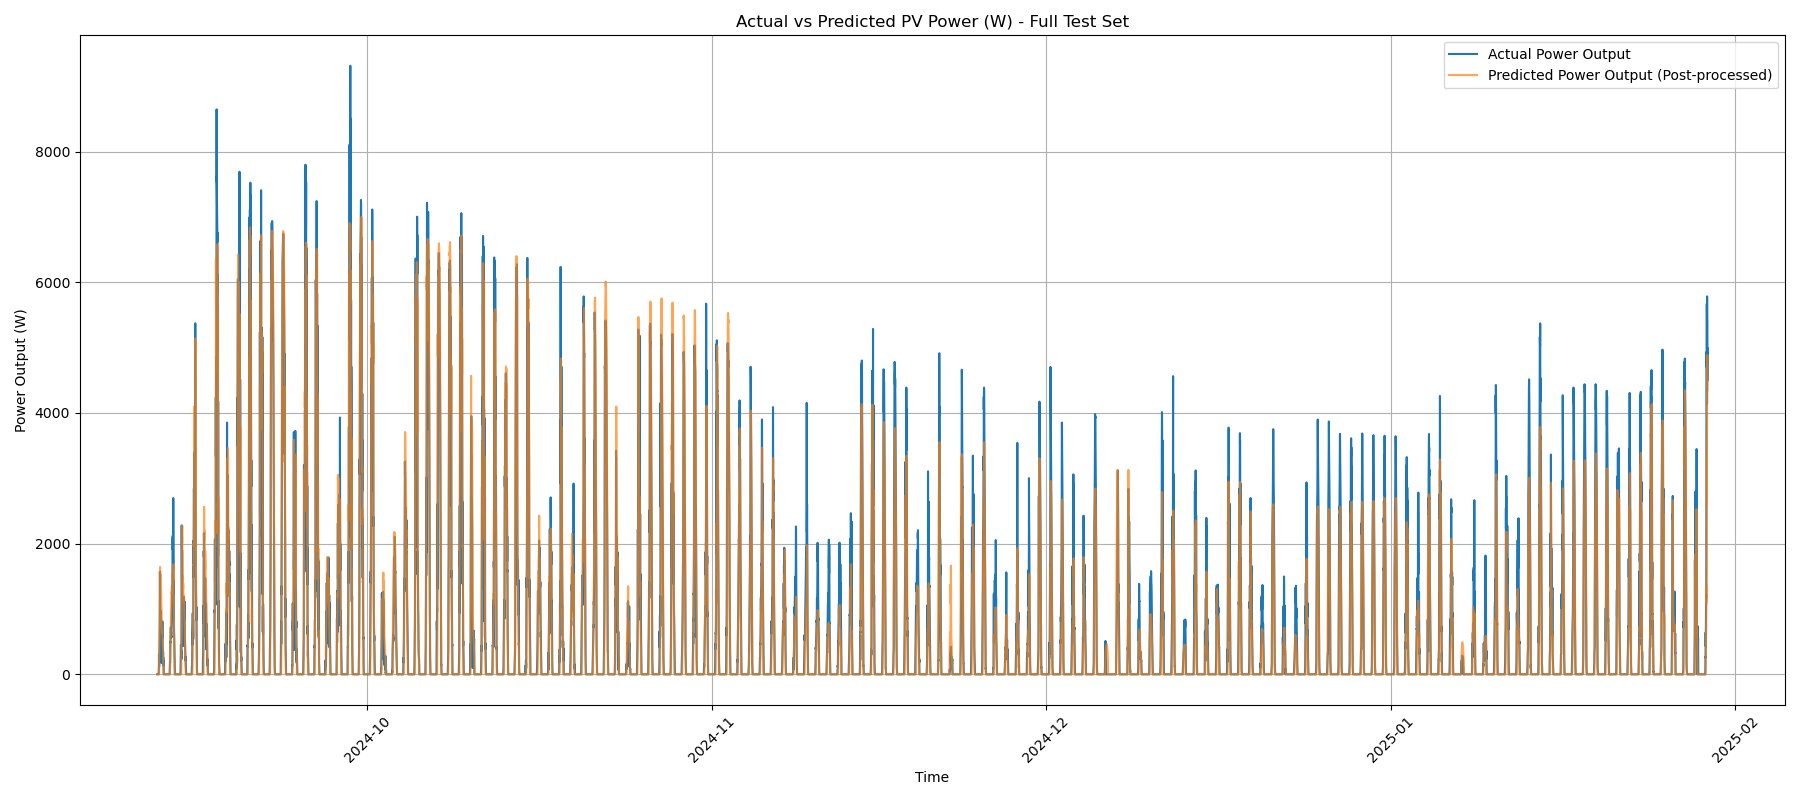 Actual vs Predicted PV Power (W) - Full Test Set
Actual Power Output
Predicted Power Output (Post-processed)
Power Output (W)
8000
6000
4000
2000
0
2024-10
2024-11
2024-12
2025-01
2025-02
Time